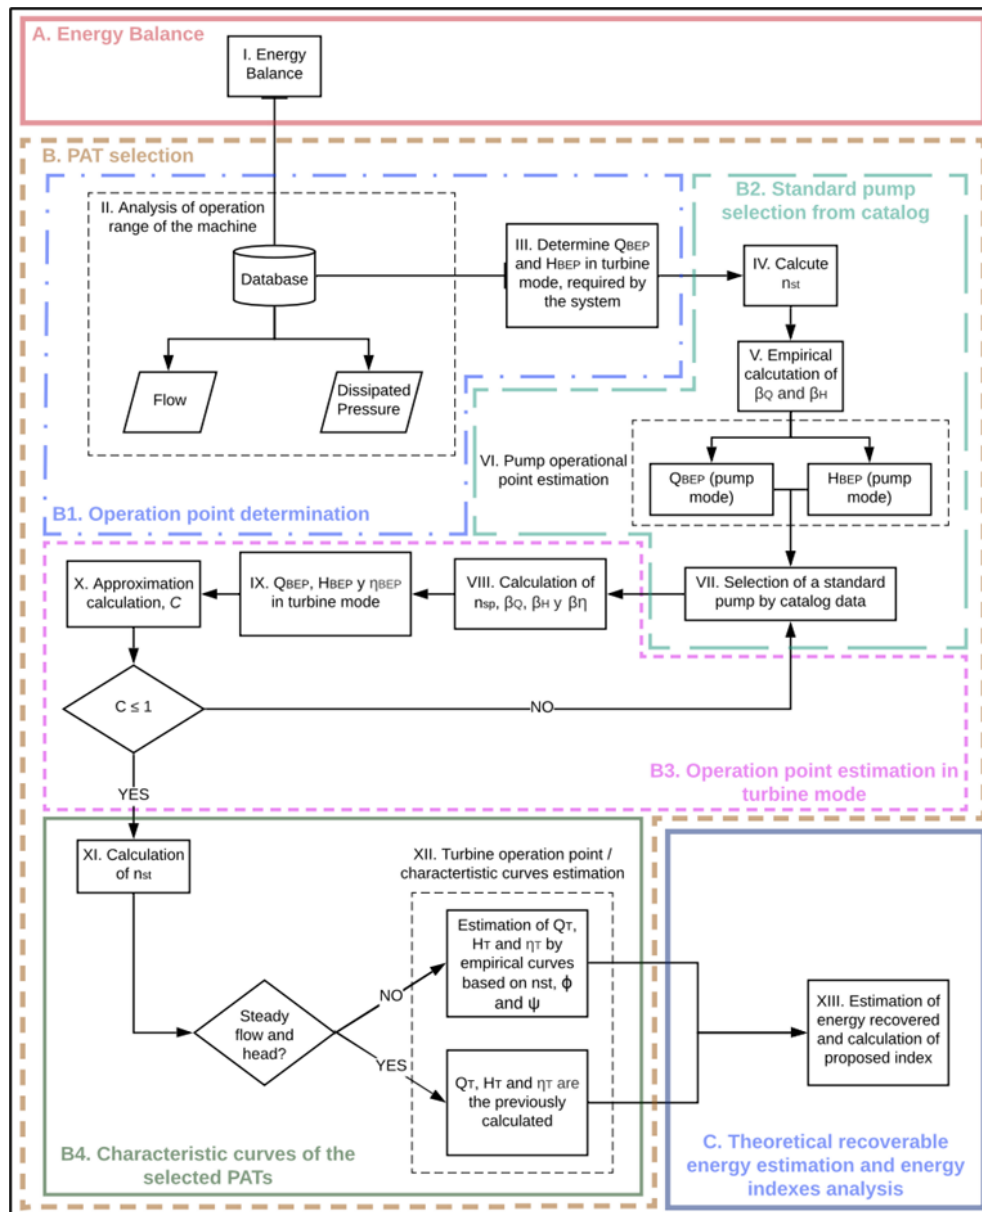 A. Energy Balance
I. Energy
Balance
B. PAT selection
II. Analysis of operation
range of the machine
Database
Flow
Dissipated
Pressure
III. Determine QBEP
and HBEP in turbine
mode, required by
the system
B1. Operation point determination
B2. Standard pump
selection from catalog
IV. Calcute
nst
V. Empirical
calcutation of
βQ and βH
VI. Pump operational
point estimation
QBEP (pump
mode)
HBEP (pump
mode)
VII. Selection of a standard
pump by catalog data
VIII. Calculation of
nsp, βQ, βH y βη
IX. QBEP, HBEP y ηBEP
in turbine mode
X. Approximation
calculation, C
C ≤ 1
NO
YES
B3. Operation point estimation in
turbine mode
XI. Calculation
of nst
Steady
flow and
head?
NO
YES
XII. Turbine operation point /
charactertistic curves estimation
Estimation of QT,
HT and ηT by
empirical curves
based on nst, ϕ
and ψ
QT, HT and ηT are
the previously
calculated
B4. Characteristic curves of the
selected PATs
XIII. Estimation of
energy recovered
and calculation of
proposed index
C. Theoretical recoverable
energy estimation and energy
indexes analysis